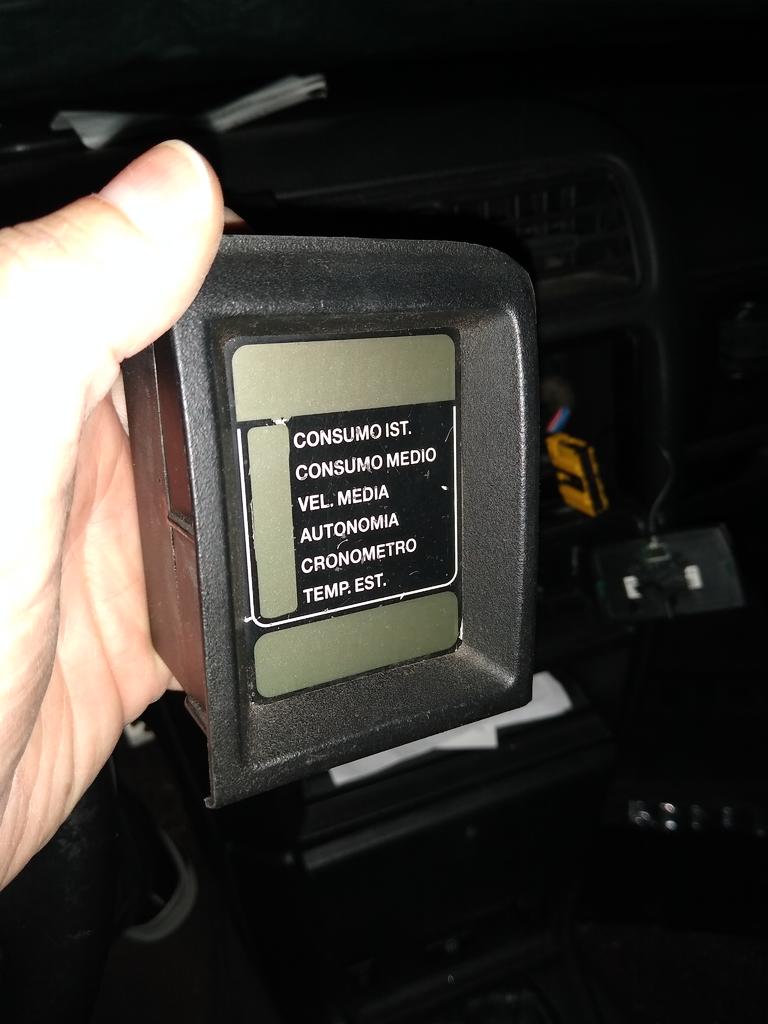 CONSUMO IST.
CONSUMO MEDIO
VEL. MEDIA
AUTONOMIA
CRONOMETRO
TEMP. EST.